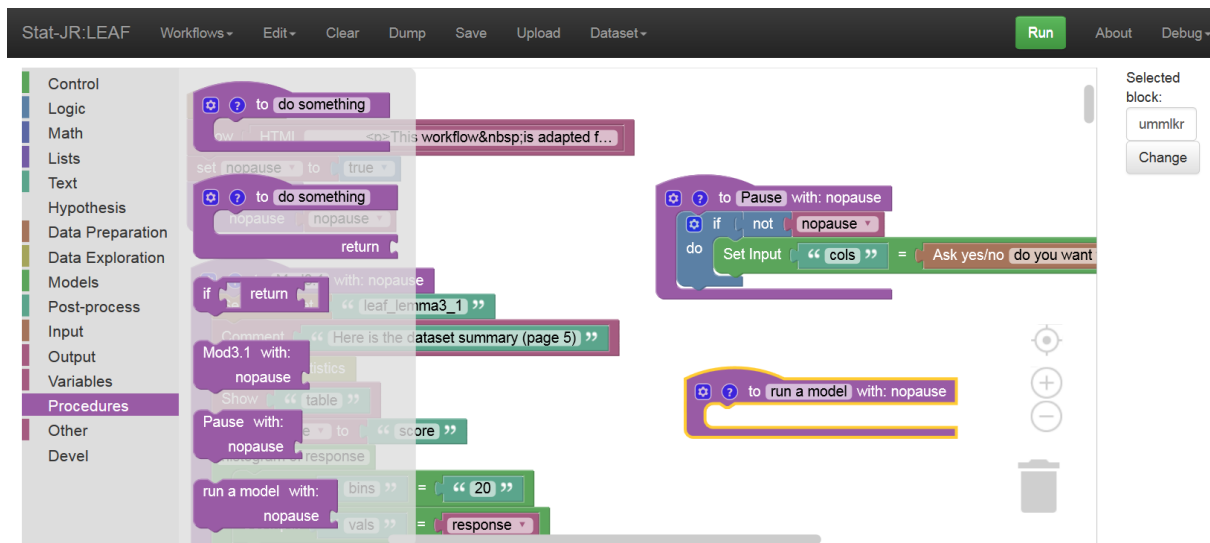 Stat-JR:LEAF Workflows Edit Clear Dump Save Upload Dataset Run About Debug
Control
Logic
Math
Lists
Text
Hypothesis
Data Preparation
Data Exploration
Models
Post-process
Input
Output
Variables
Procedures
Other
Devel
to do something
HTML <p>This workflow&nbsp;is adapted f...
set nopause to true
to do something
nopause nopause
return
if return
with: nopause
“ leaf_lemma3_1 ”
Comment “ Here is the dataset summary (page 5) ”
Mod3.1 with:
nopause
Show “ table ”
Pause with:
nopause
to “ score ”
histogram of response
run a model with:
nopause
bins ” = “ 20 ”
vals ” = response
to Pause with: nopause
if not nopause
do Set Input “ cols ” = Ask yes/no do you want
to run a model with: nopause
Selected
block:
ummlkr
Change